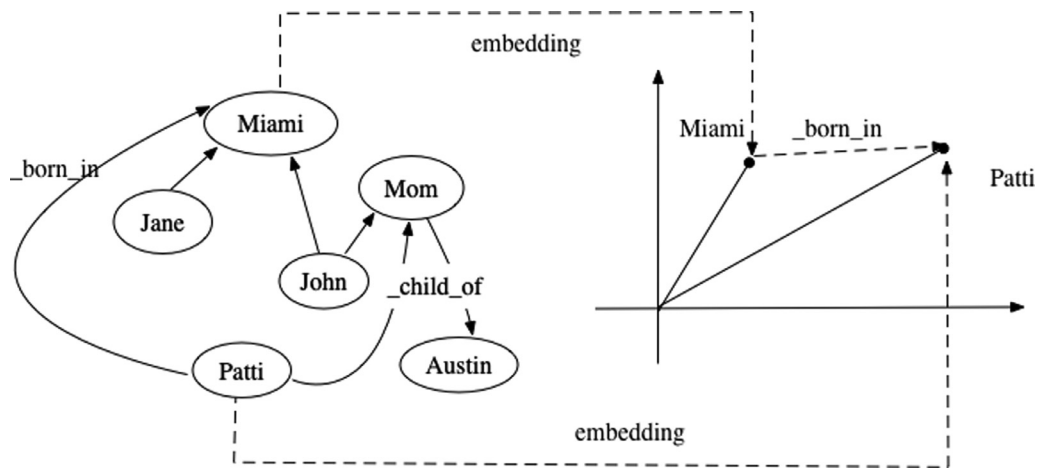 embedding
Miami
Miami
_born_in
_born_in
Mom
Patti
Jane
John
_child_of
Patti
Austin
embedding